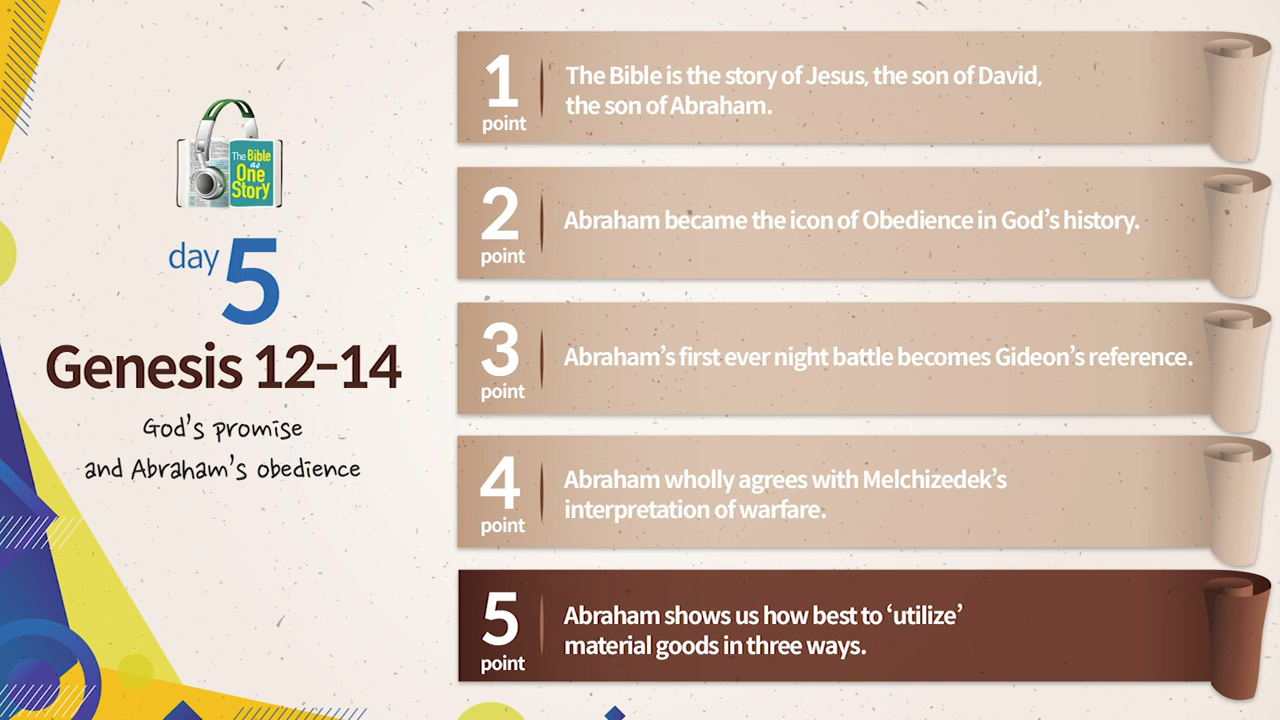 The Bible
as
One
Story
day 5
Genesis 12-14
God's promise
and Abraham's obedience
1
point
The Bible is the story of Jesus, the son of David,
the son of Abraham.
2
point
Abraham became the icon of Obedience in God's history.
3
point
Abraham's first ever night battle becomes Gideon's reference.
4
point
Abraham wholly agrees with Melchizedek's
interpretation of warfare.
5
point
Abraham shows us how best to ‘utilize’
material goods in three ways.